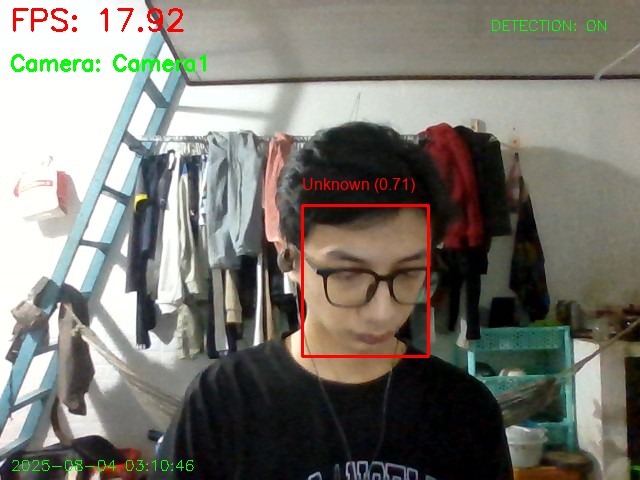 FPS: 17.92
DETECTION: ON
Camera: Camera1
Unknown (0.71)
2025-08-04 03:10:46